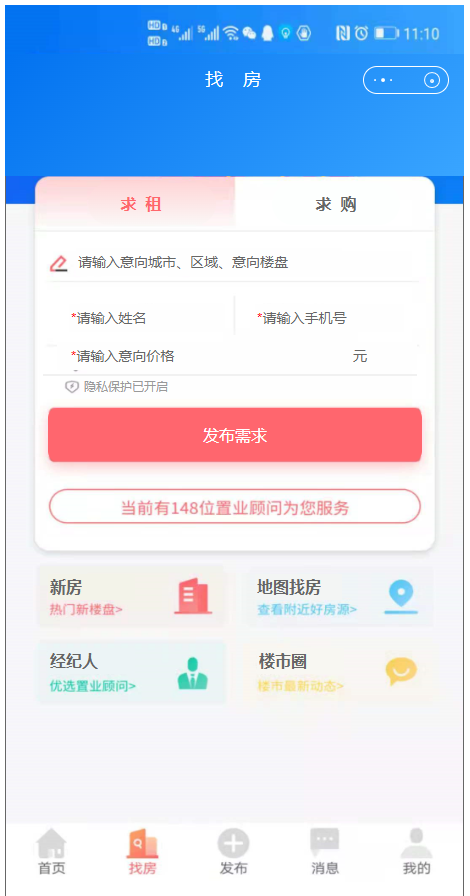 HD B
HD B
4G
5G
11:10
找 房
求 租
求 购
请输入意向城市、区域、意向楼盘
*请输入姓名
*请输入手机号
*请输入意向价格
元
隐私保护已开启
发布需求
当前有148位置业顾问为您服务
新房
热门新楼盘>
地图找房
查看附近好房源>
经纪人
优选置业顾问>
楼市圈
楼市最新动态>
首页
找房
发布
消息
我的